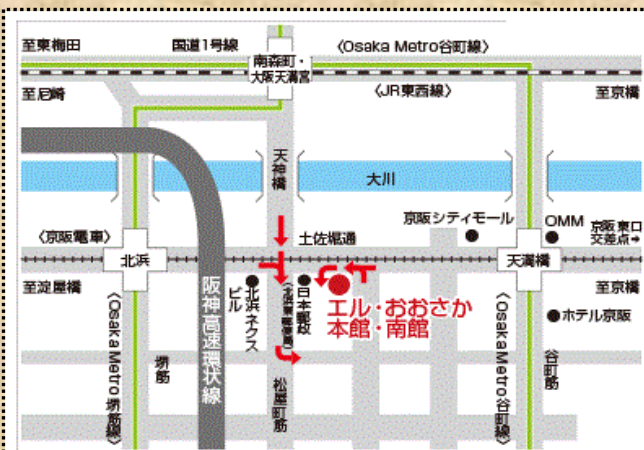 至東梅田
国道1号線
〈Osaka Metro谷町線〉
南森町・
大阪天満宮
至尼崎
〈JR東西線〉
至京橋
天神橋
大川
京阪シティモール
OMM
京阪東口
交差点→
〈京阪電車〉
土佐堀通
北浜
天満橋
至淀屋橋
至京橋
阪神高速環状線
北浜ネクス
ビル
日本郵政
(北浜東郵便局)
エル・おおさか
本館・南館
ホテル京阪
〈Osaka Metro 堺筋線〉
堺筋
松屋町筋
〈Osaka Metro谷町線〉
谷町筋